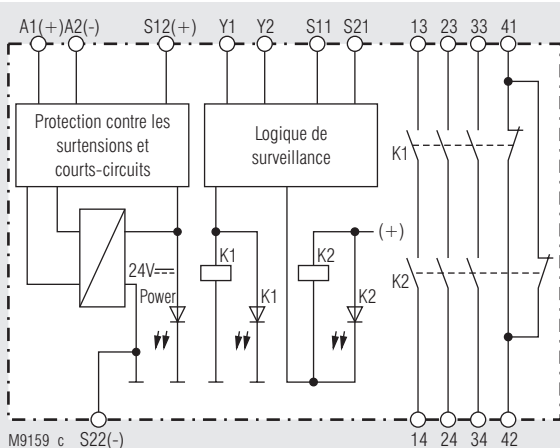 A1(+) A2(-) S12(+) Y1 Y2 S11 S21 13 23 33 41
Protection contre les
surtensions et
courts-circuits
Logique de
surveillance
K1
(+)
K1
K2
24V
K2
Power
K1
K2
M9159_c S22(-) 14 24 34 42